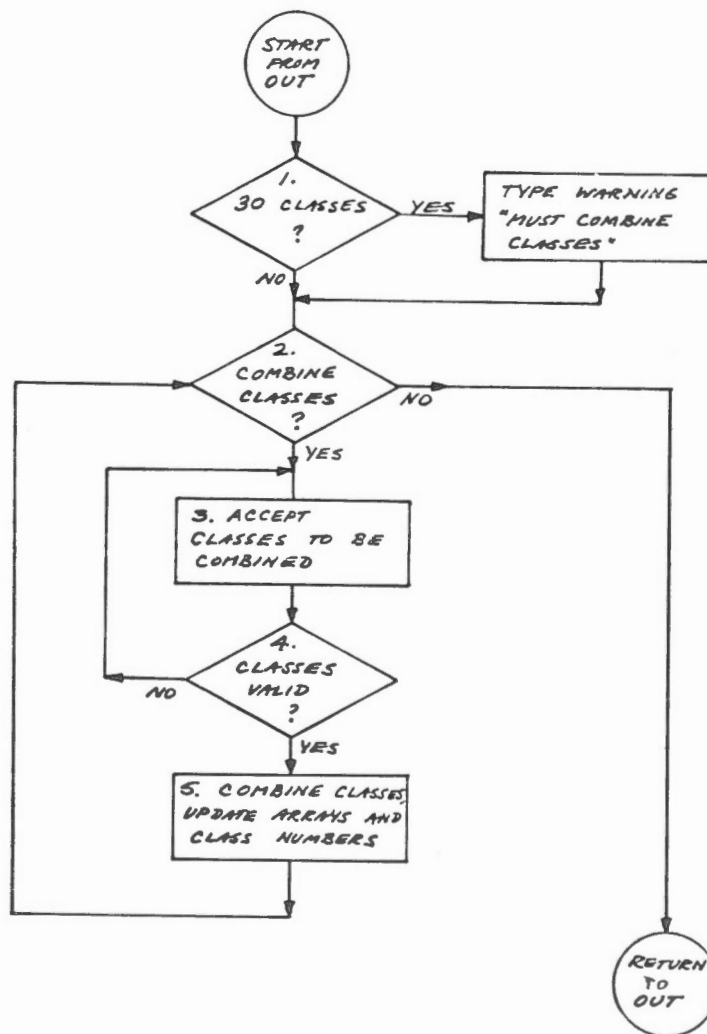 START
FROM
OUT
1.
30 CLASSES
?
YES
TYPE WARNING
"MUST COMBINE
CLASSES"
NO
2.
COMBINE
CLASSES
?
NO
YES
3. ACCEPT
CLASSES TO BE
COMBINED
4.
CLASSES
VALID
?
NO
YES
5. COMBINE CLASSES,
UPDATE ARRAYS AND
CLASS NUMBERS
RETURN
TO
OUT